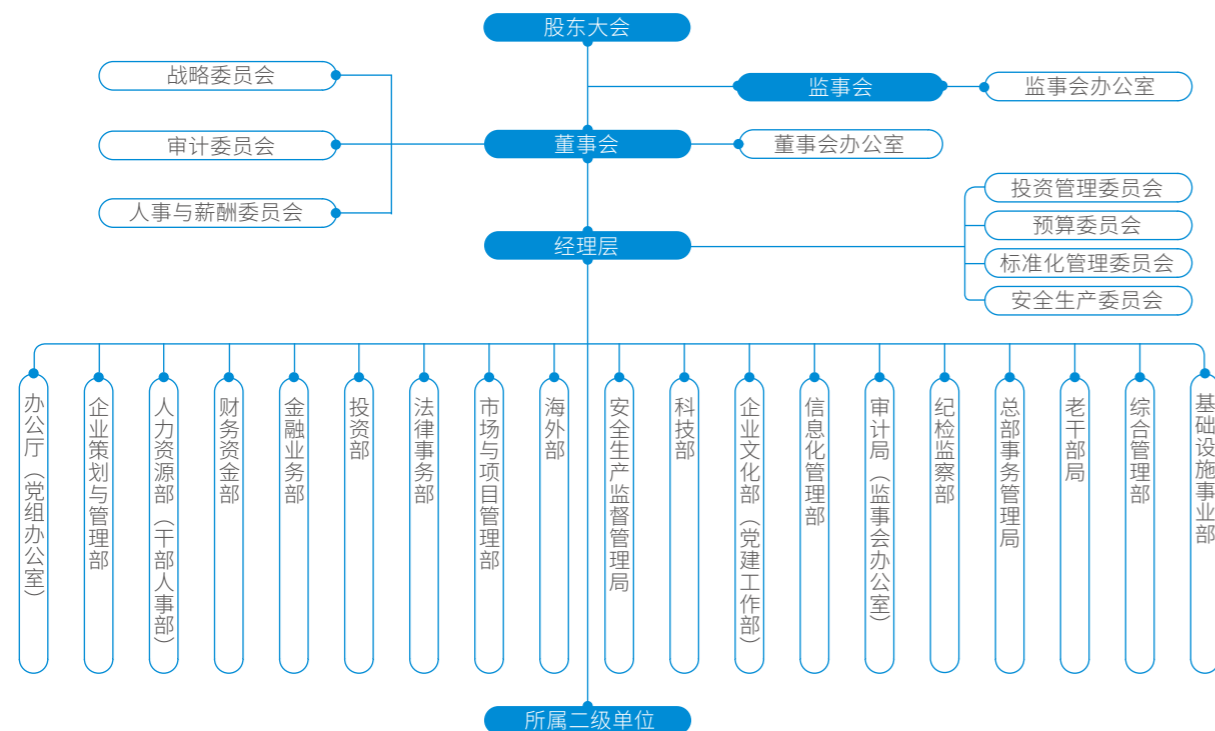 股东大会
战略委员会
监事会
监事会办公室
审计委员会
董事会
董事会办公室
人事与薪酬委员会
经理层
投资管理委员会
预算委员会
标准化管理委员会
安全生产委员会
办公厅（党组办公室）
企业策划与管理部
人力资源部（干部人事部）
财务资金部
金融业务部
投资部
法律事务部
市场与项目管理部
海外部
安全生产监督管理局
科技部
企业文化部（党建工作部）
信息化管理部
审计局（监事会办公室）
纪检监察部
总部事务管理局
老干部局
综合管理部
基础设施事业部
所属二级单位